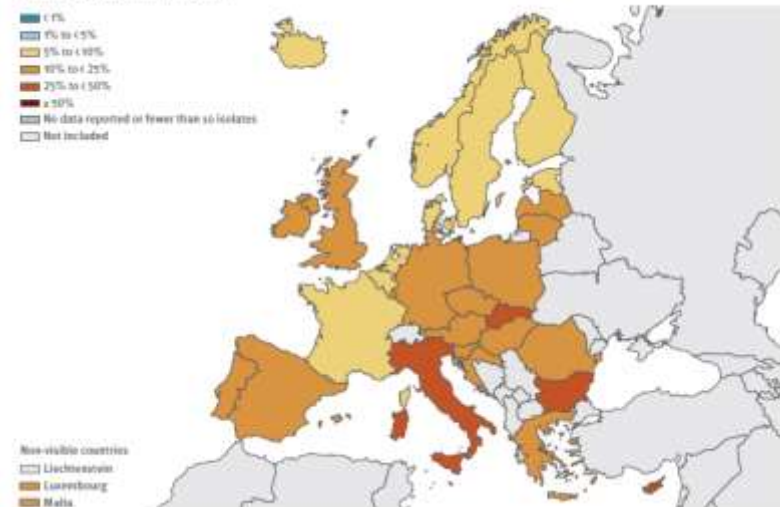 < 1%
1% to < 5%
5% to < 10%
10% to < 25%
25% to < 50%
≥ 50%
No data reported or fewer than 10 isolates
Not included
Non-visible countries
Liechtenstein
Luxembourg
Malta